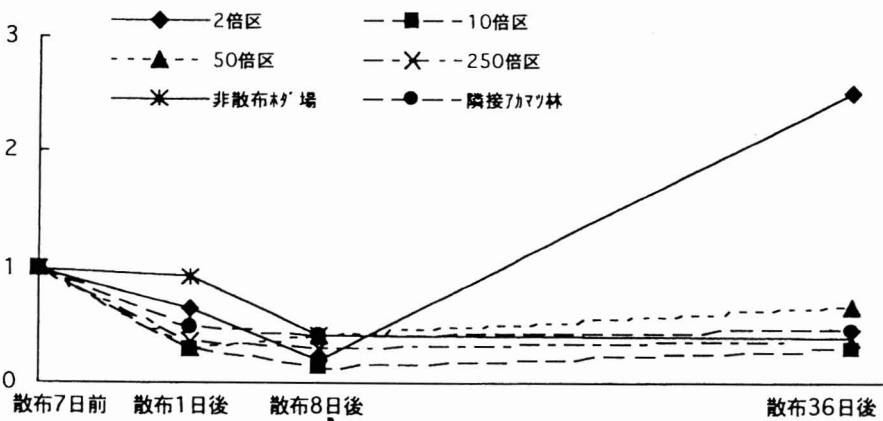 3
2
1
0
2倍区
10倍区
50倍区
250倍区
非散布ﾎﾀﾞ場
隣接ｱｶﾏﾂ林
散布7日前 散布1日後 散布8日後 散布36日後